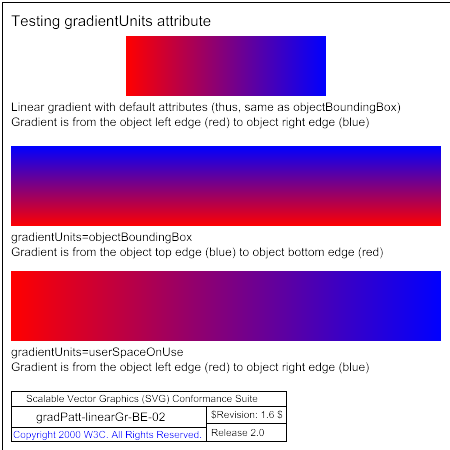 Testing gradientUnits attribute
Linear gradient with default attributes (thus, same as objectBoundingBox)
Gradient is from the object left edge (red) to object right edge (blue)
gradientUnits=objectBoundingBox
Gradient is from the object top edge (blue) to object bottom edge (red)
gradientUnits=userSpaceOnUse
Gradient is from the object left edge (red) to object right edge (blue)
Scalable Vector Graphics (SVG) Conformance Suite
gradPatt-linearGr-BE-02
$Revision: 1.6 $
Copyright 2000 W3C. All Rights Reserved.
Release 2.0